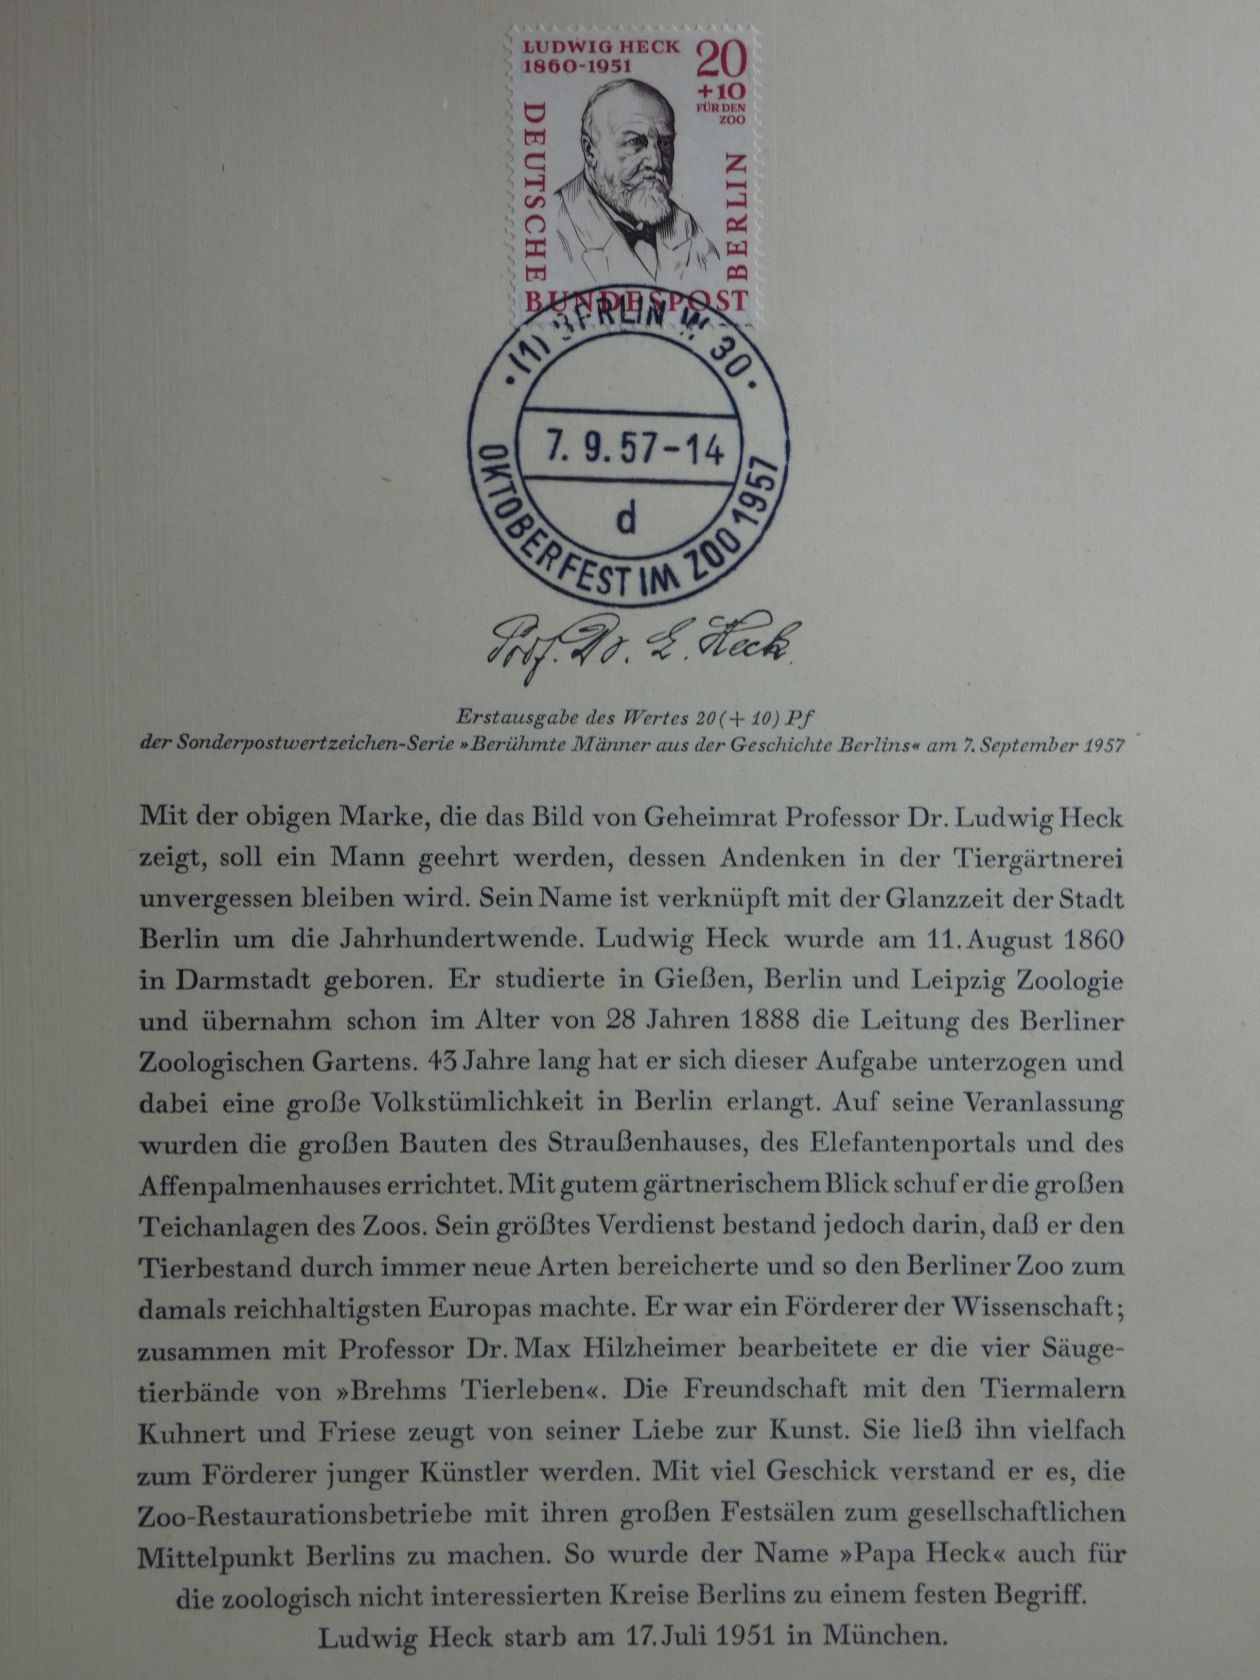 LUDWIG HECK
1860-1951
20
+10
FÜR DEN
ZOO
DEUTSCHE
BUNDESPOST
BERLIN
·(1) BERLIN W 30·
7. 9. 57-14
d
OKTOBERFEST IM ZOO 1957
Prof. Dr. L. Heck.
Erstausgabe des Wertes 20 (+ 10) Pf
der Sonderpostwertzeichen-Serie »Berühmte Männer aus der Geschichte Berlins« am 7. September 1957
Mit der obigen Marke, die das Bild von Geheimrat Professor Dr. Ludwig Heck
zeigt, soll ein Mann geehrt werden, dessen Andenken in der Tiergärtnerei
unvergessen bleiben wird. Sein Name ist verknüpft mit der Glanzzeit der Stadt
Berlin um die Jahrhundertwende. Ludwig Heck wurde am 11. August 1860
in Darmstadt geboren. Er studierte in Gießen, Berlin und Leipzig Zoologie
und übernahm schon im Alter von 28 Jahren 1888 die Leitung des Berliner
Zoologischen Gartens. 43 Jahre lang hat er sich dieser Aufgabe unterzogen und
dabei eine große Volkstümlichkeit in Berlin erlangt. Auf seine Veranlassung
wurden die großen Bauten des Straußenhauses, des Elefantenportals und des
Affenpalmenhauses errichtet. Mit gutem gärtnerischem Blick schuf er die großen
Teichanlagen des Zoos. Sein größtes Verdienst bestand jedoch darin, daß er den
Tierbestand durch immer neue Arten bereicherte und so den Berliner Zoo zum
damals reichhaltigsten Europas machte. Er war ein Förderer der Wissenschaft;
zusammen mit Professor Dr. Max Hilzheimer bearbeitete er die vier Säuge-
tierbände von »Brehms Tierleben«. Die Freundschaft mit den Tiermalern
Kuhnert und Friese zeugt von seiner Liebe zur Kunst. Sie ließ ihn vielfach
zum Förderer junger Künstler werden. Mit viel Geschick verstand er es, die
Zoo-Restaurationsbetriebe mit ihren großen Festsälen zum gesellschaftlichen
Mittelpunkt Berlins zu machen. So wurde der Name »Papa Heck« auch für
die zoologisch nicht interessierten Kreise Berlins zu einem festen Begriff.
Ludwig Heck starb am 17. Juli 1951 in München.